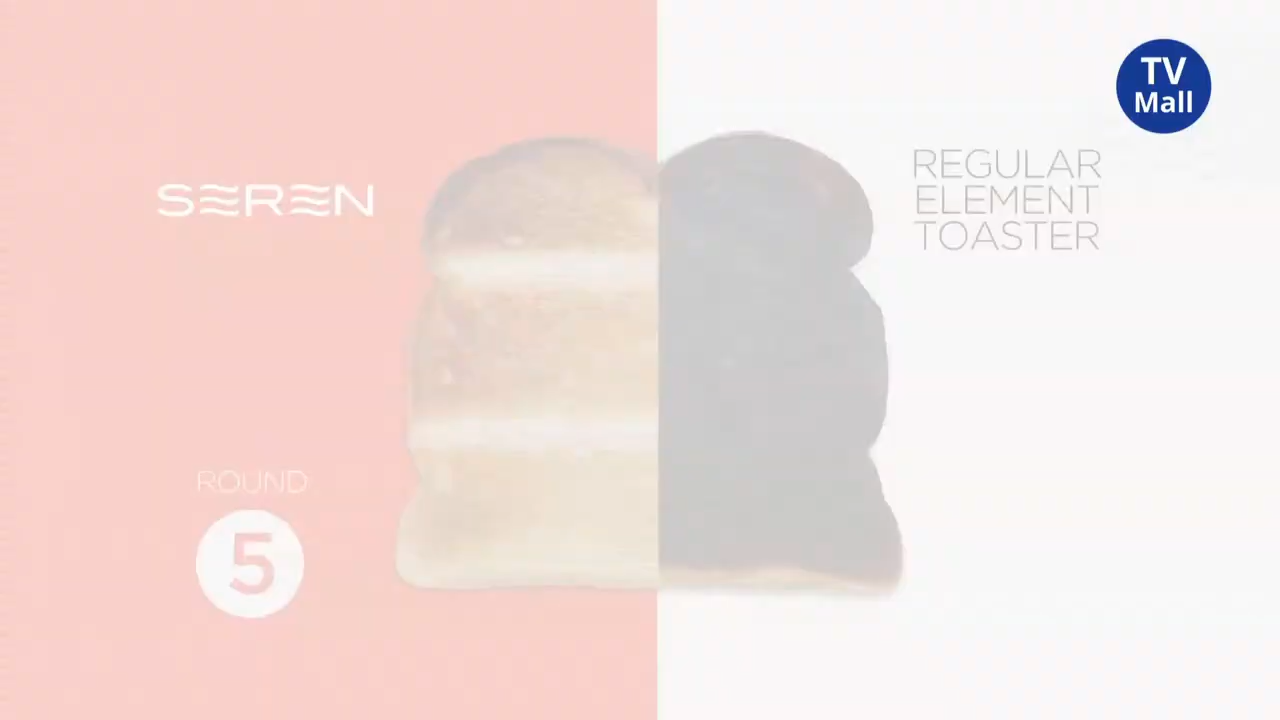 TV
Mall
SEREN
REGULAR
ELEMENT
TOASTER
ROUND
5